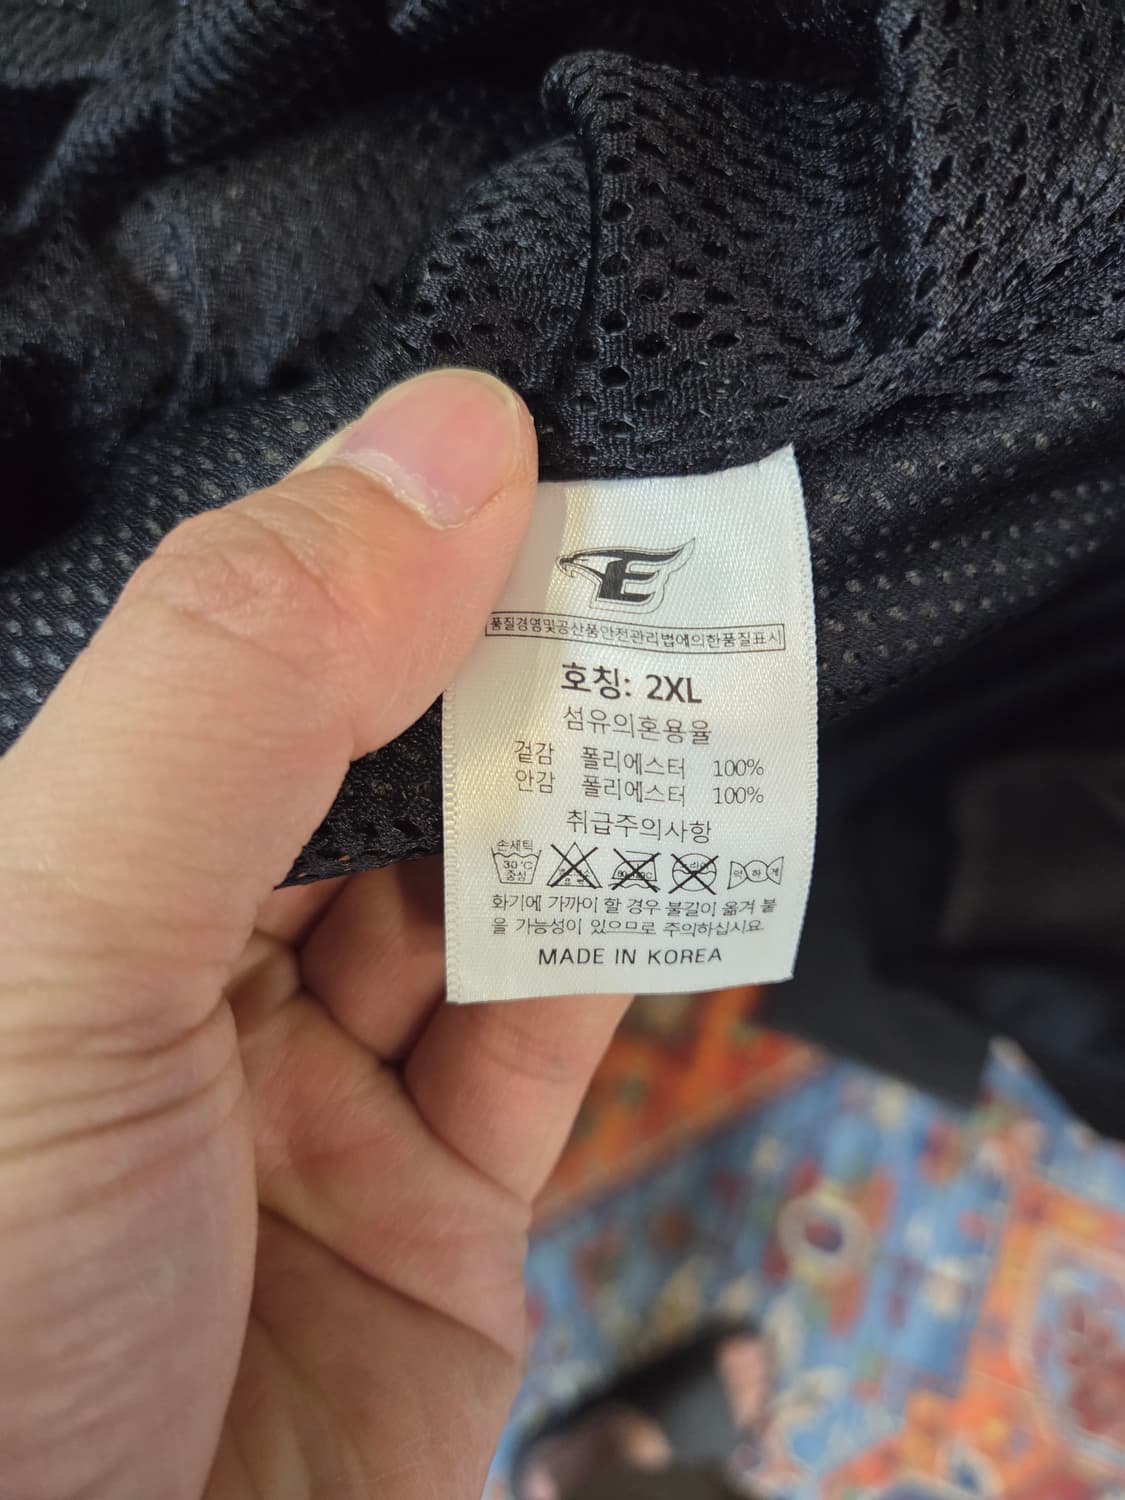 E
품질경영및공산품안전관리법에의한품질표시
호칭: 2XL
섬유의혼용율
겉감 폴리에스터 100%
안감 폴리에스터 100%
취급주의사항
손세탁
30℃
중성
약하게
화기에 가까이 할 경우 불길이 옮겨 붙
을 가능성이 있으므로 주의하십시요
MADE IN KOREA